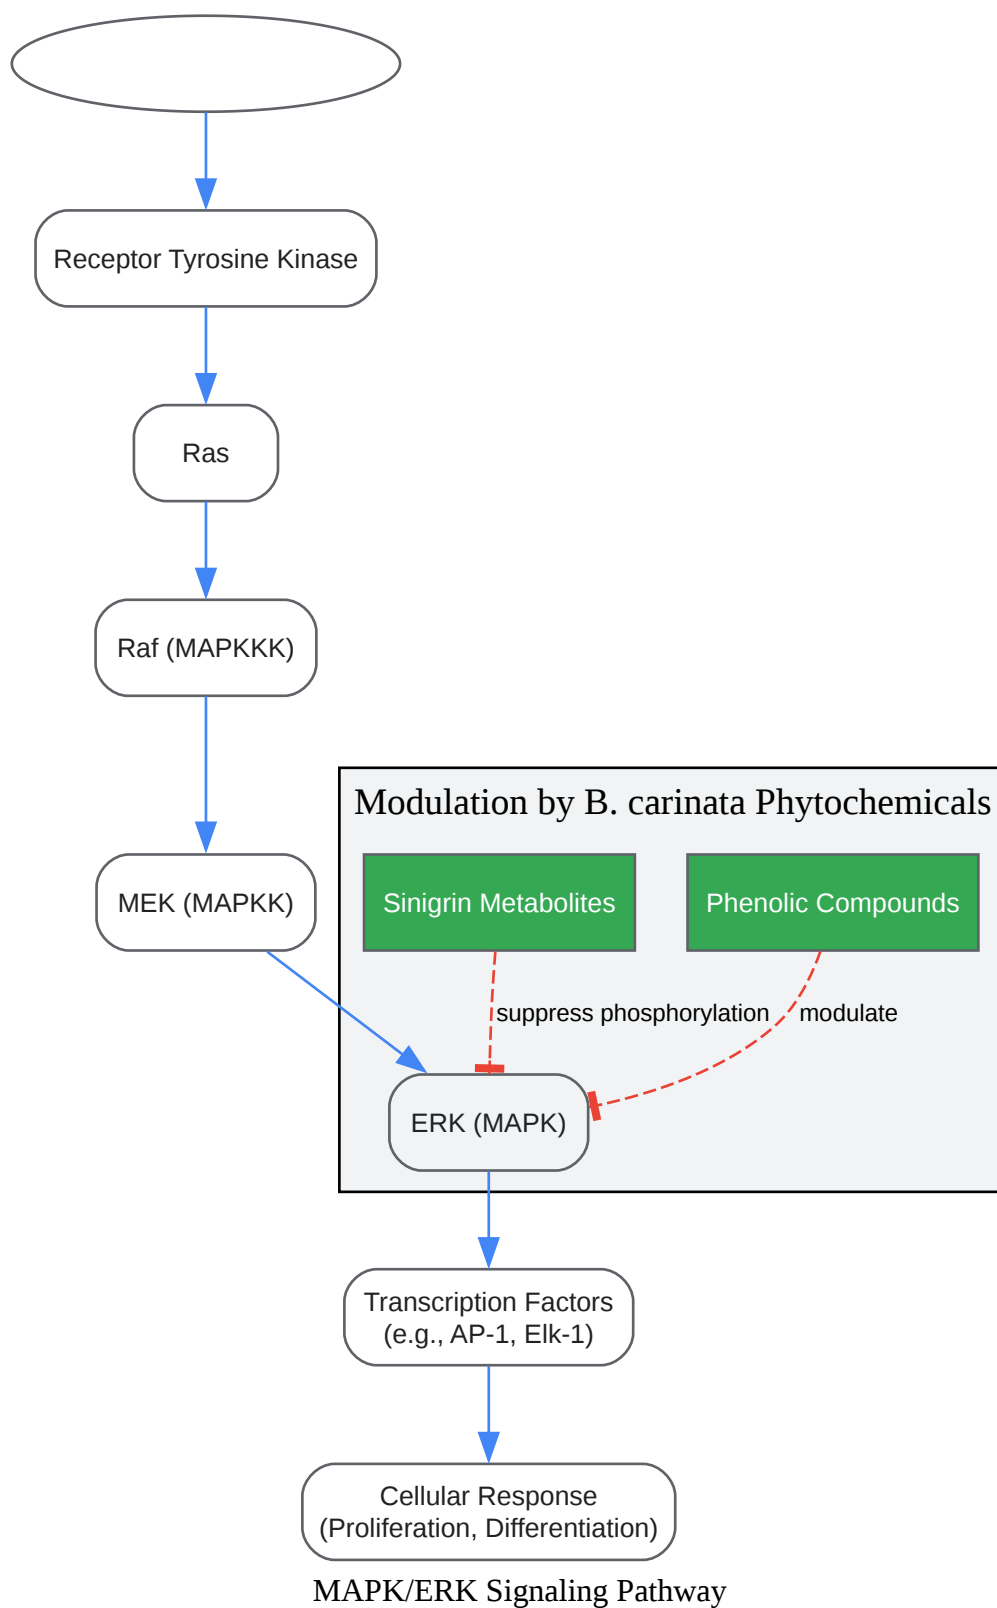 Receptor Tyrosine Kinase
Ras
Raf (MAPKKK)
Modulation by B. carinata Phytochemicals
MEK (MAPKK)
Sinigrin Metabolites
Phenolic Compounds
suppress phosphorylation
modulate
ERK (MAPK)
Transcription Factors
(e.g., AP-1, Elk-1)
Cellular Response
(Proliferation, Differentiation)
MAPK/ERK Signaling Pathway